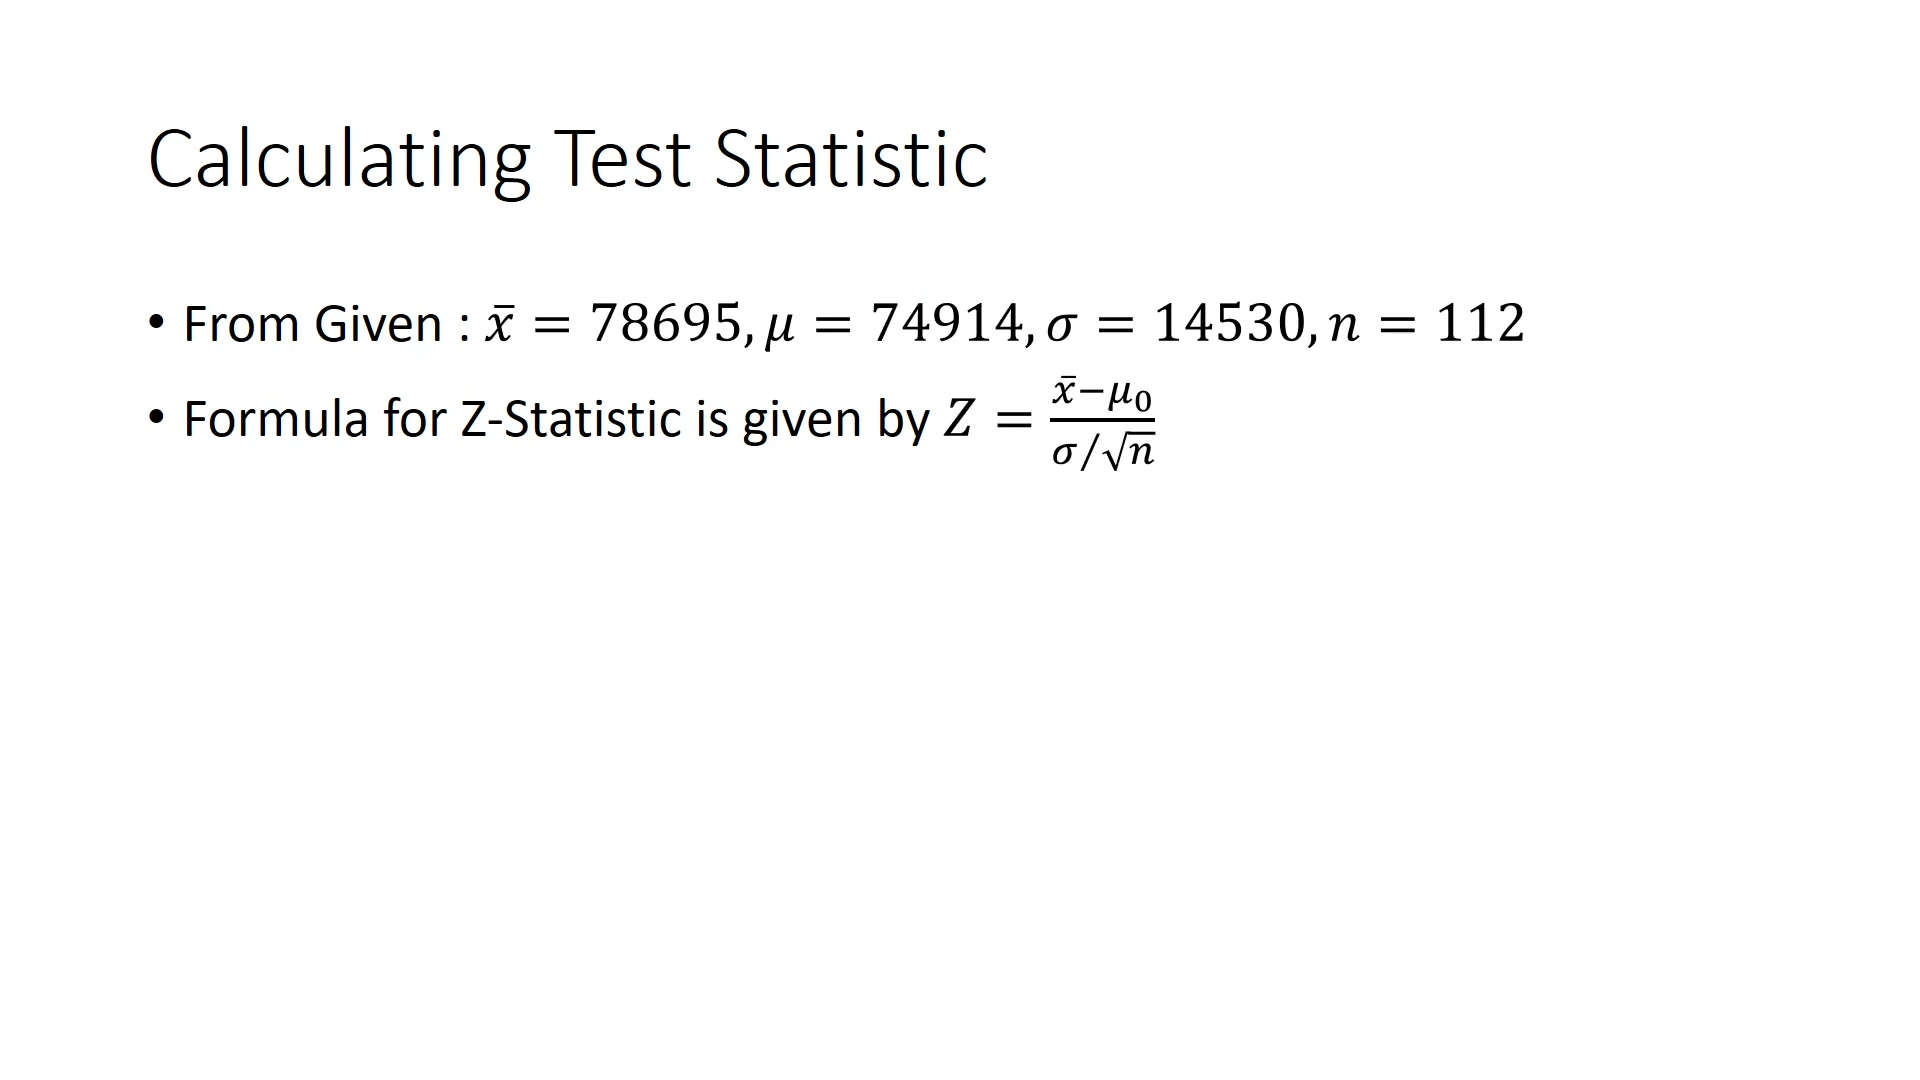 Calculating Test Statistic
• From Given : x̄ = 78695, μ = 74914, σ = 14530, n = 112
• Formula for Z-Statistic is given by Z = (x̄−μ₀)/(σ/√n)